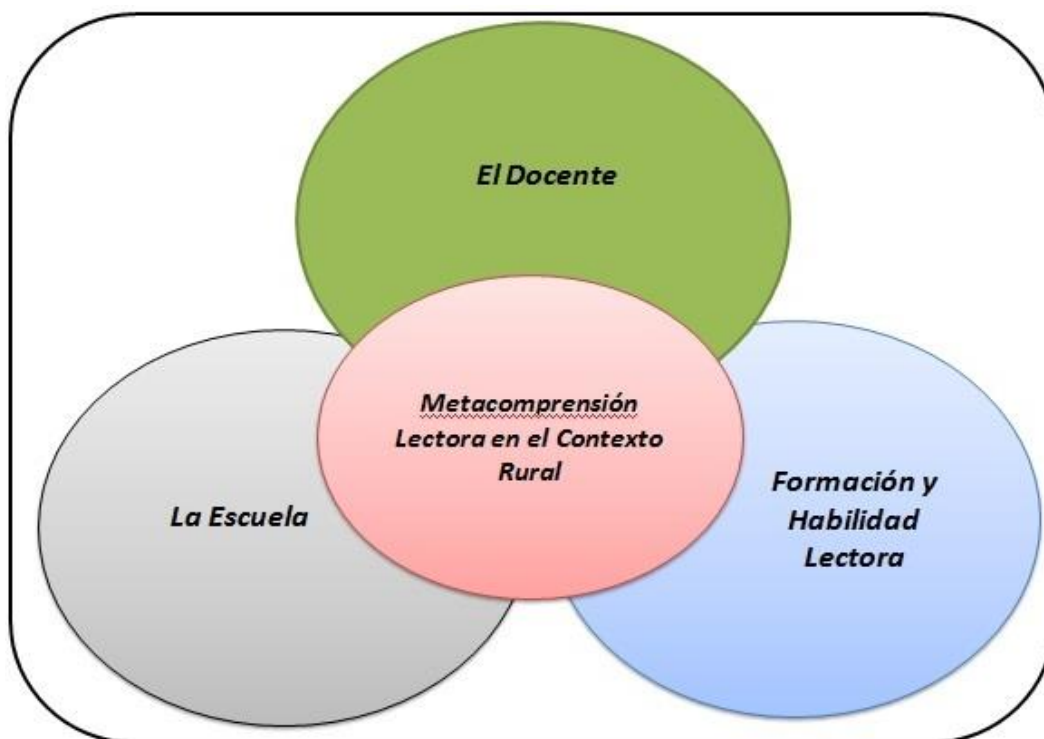 El Docente
Metacomprensión
Lectora en el Contexto
Rural
La Escuela
Formación y
Habilidad
Lectora